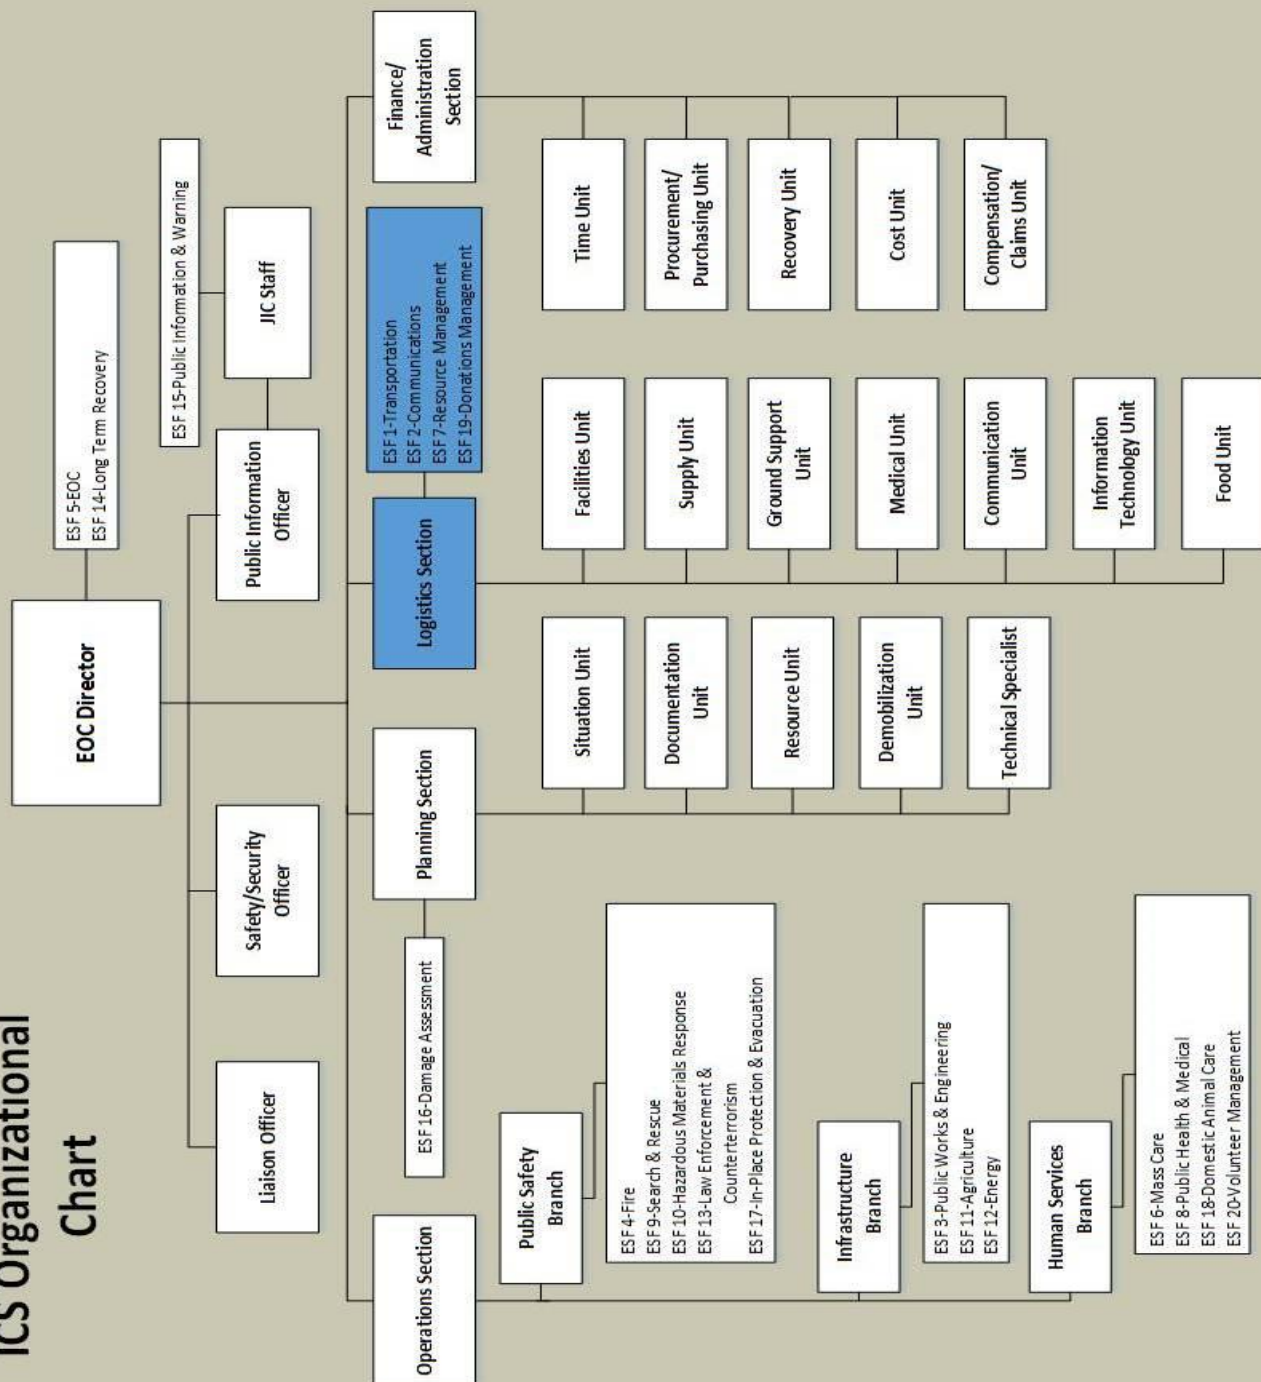 ICS Organizational
Chart
EOC Director
ESF 5-EOC
ESF 14-Long Term Recovery
Liaison Officer
Safety/Security
Officer
Public Information
Officer
JIC Staff
ESF 15-Public Information & Warning
Operations Section
ESF 16-Damage Assessment
Planning Section
Logistics Section
ESF 1-Transportation
ESF 2-Communications
ESF 7-Resource Management
ESF 19-Donations Management
Finance/
Administration
Section
Public Safety
Branch
ESF 4-Fire
ESF 9-Search & Rescue
ESF 10-Hazardous Materials Response
ESF 13-Law Enforcement &
Counterterrorism
ESF 17-In-Place Protection & Evacuation
Infrastructure
Branch
ESF 3-Public Works & Engineering
ESF 11-Agriculture
ESF 12-Energy
Human Services
Branch
ESF 6-Mass Care
ESF 8-Public Health & Medical
ESF 18-Domestic Animal Care
ESF 20-Volunteer Management
Situation Unit
Documentation
Unit
Resource Unit
Demobilization
Unit
Technical Specialist
Facilities Unit
Supply Unit
Ground Support
Unit
Medical Unit
Communication
Unit
Information
Technology Unit
Food Unit
Time Unit
Procurement/
Purchasing Unit
Recovery Unit
Cost Unit
Compensation/
Claims Unit